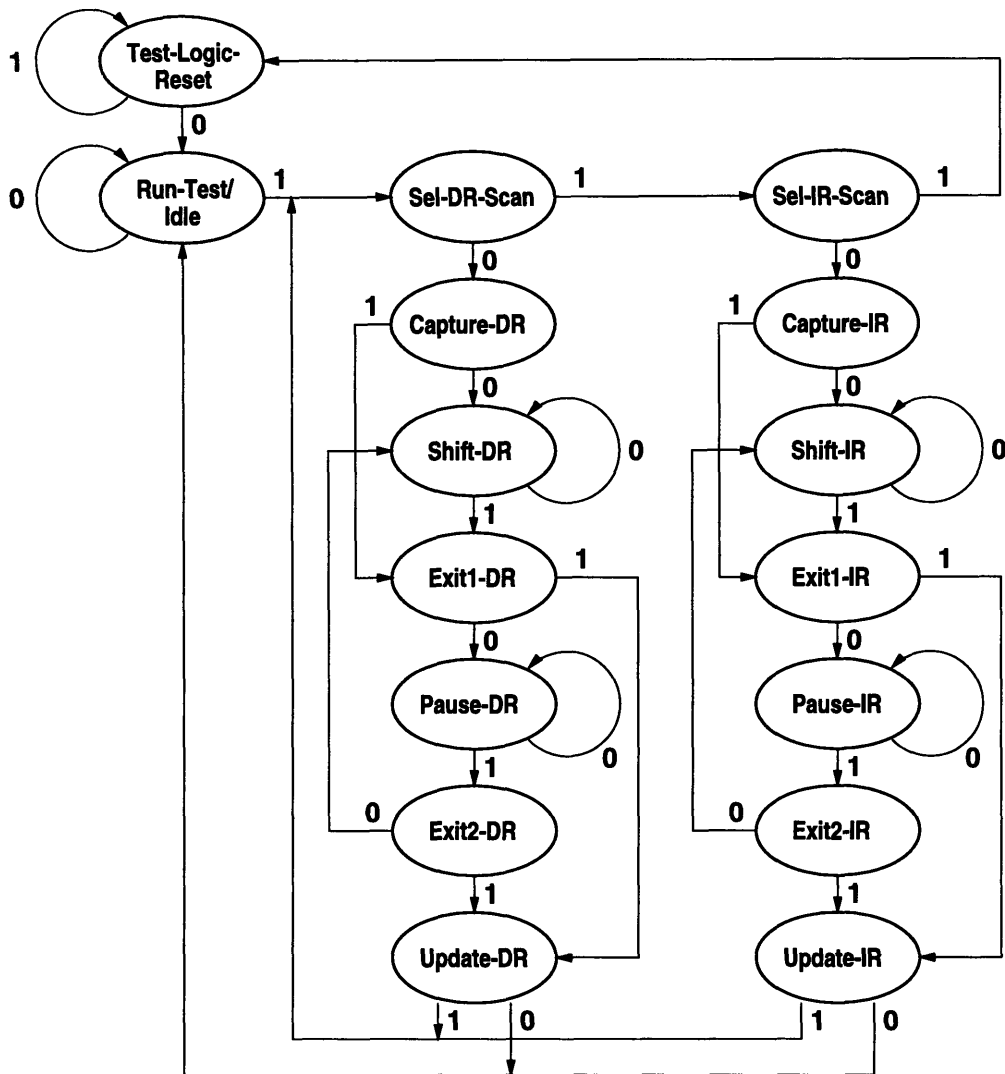 Test-Logic-
Reset
1
0
Run-Test/
Idle
0
1
Sel-DR-Scan
1
Sel-IR-Scan
1
0
0
1
Capture-DR
1
Capture-IR
0
0
Shift-DR
0
Shift-IR
0
1
1
Exit1-DR
1
Exit1-IR
1
0
0
Pause-DR
0
Pause-IR
0
1
1
0
Exit2-DR
0
Exit2-IR
1
1
Update-DR
Update-IR
1
0
1
0